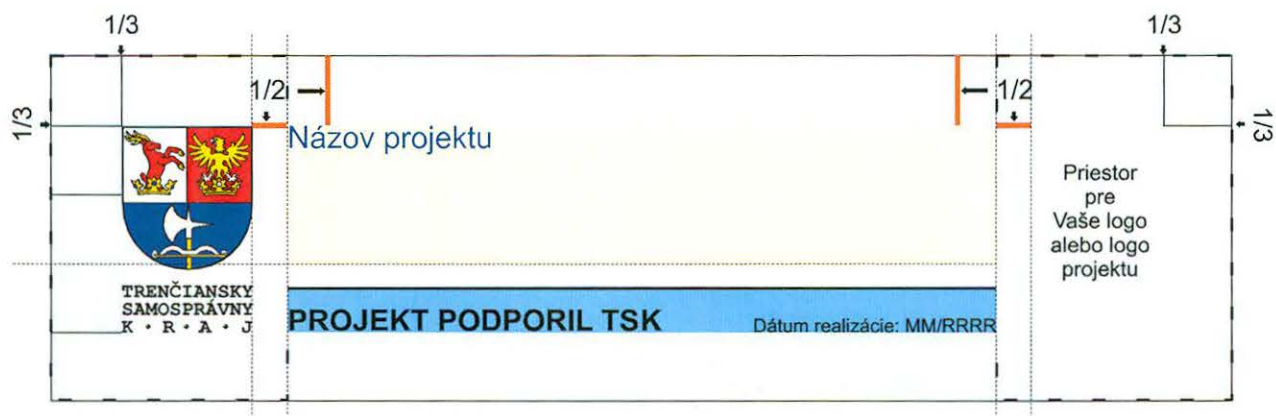 1/3
1/3
1/2
1/2
1/3
1/3
Názov projektu
Priestor
pre
Vaše logo
alebo logo
projektu
TRENČIANSKY
SAMOSPRÁVNY
K · R · A · J
PROJEKT PODPORIL TSK
Dátum realizácie: MM/RRRR